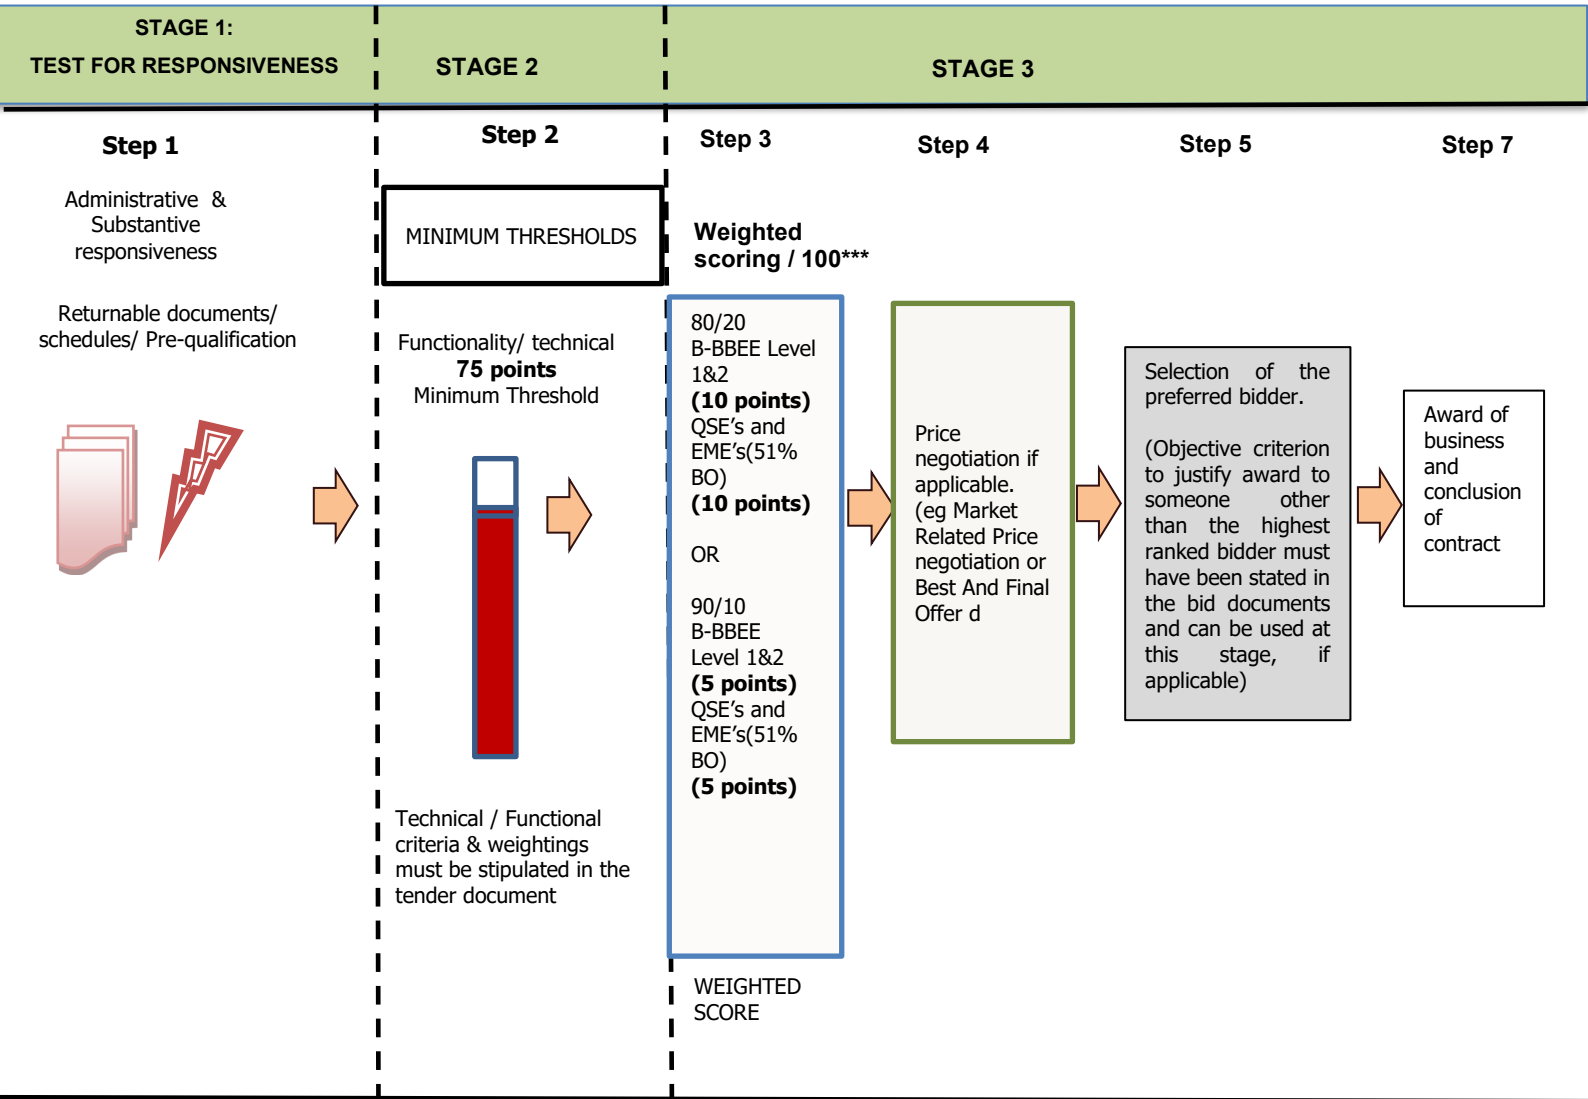 STAGE 1:
TEST FOR RESPONSIVENESS
STAGE 2
STAGE 3
Step 1
Administrative &
Substantive
responsiveness
Returnable documents/
schedules/ Pre-qualification
Step 2
MINIMUM THRESHOLDS
Functionality/ technical
75 points
Minimum Threshold
Technical / Functional
criteria & weightings
must be stipulated in the
tender document
Step 3
Weighted
scoring / 100***
80/20
B-BBEE Level
1&2
(10 points)
QSE's and
EME's(51%
BO)
(10 points)
OR
90/10
B-BBEE
Level 1&2
(5 points)
QSE's and
EME's(51%
BO)
(5 points)
WEIGHTED
SCORE
Step 4
Price
negotiation if
applicable.
(eg Market
Related Price
negotiation or
Best And Final
Offer d
Step 5
Selection of the
preferred bidder.
(Objective criterion
to justify award to
someone other
than the highest
ranked bidder must
have been stated in
the bid documents
and can be used at
this stage, if
applicable)
Step 7
Award of
business
and
conclusion
of
contract